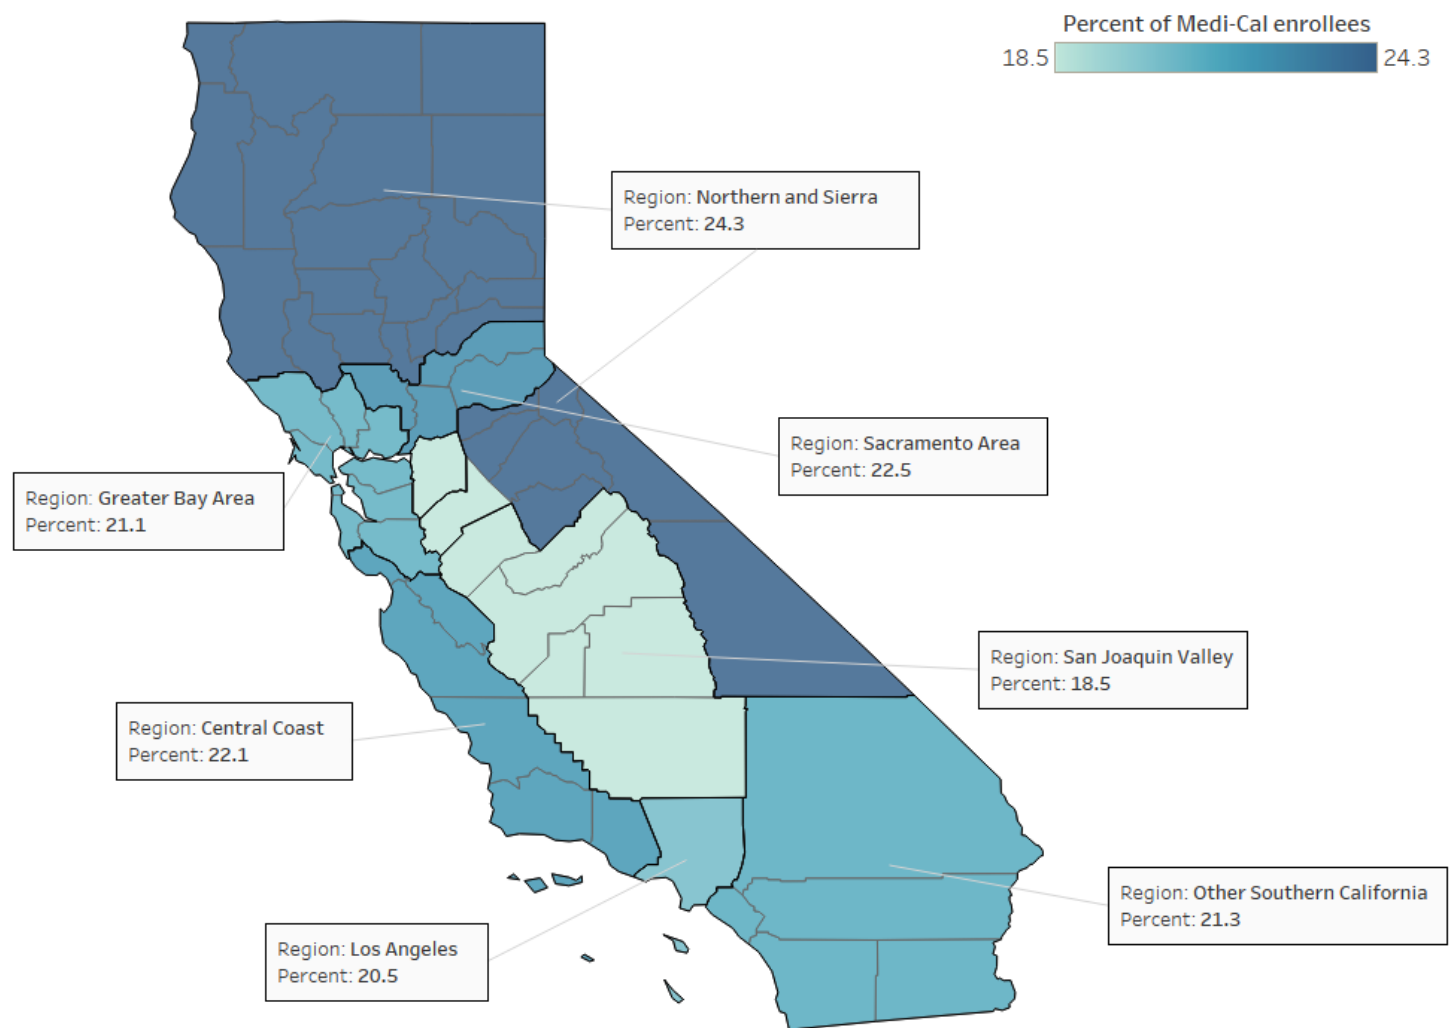 Percent of Medi-Cal enrollees
18.5 24.3
Region: Northern and Sierra
Percent: 24.3
Region: Sacramento Area
Percent: 22.5
Region: Greater Bay Area
Percent: 21.1
Region: San Joaquin Valley
Percent: 18.5
Region: Central Coast
Percent: 22.1
Region: Other Southern California
Percent: 21.3
Region: Los Angeles
Percent: 20.5